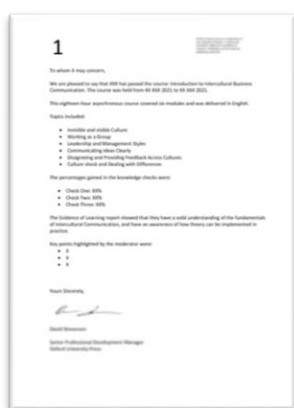 1
To whom it may concern,
We are pleased to say that XXX has passed the course: Introduction to Intercultural Business
Communication. The course was held from XX XXX 2021 to XX XXX 2021.
This eighteen hour asynchronous course covered six modules and was delivered in English.
Topics included:
Invisible and visible Culture
Working as a Group
Leadership and Management Styles
Communicating Ideas Clearly
Disagreeing and Providing Feedback Across Cultures
Culture shock and Dealing with Differences
The percentages gained in the knowledge checks were:
Check One: XX%
Check Two: XX%
Check Three: XX%
The Evidence of Learning report showed that they have a solid understanding of the fundamentals
of Intercultural Communication, and have an awareness of how theory can be implemented in
practice.
Key points highlighted by the moderator were:
X
X
X
Yours Sincerely,
Senior Professional Development Manager
Oxford University Press